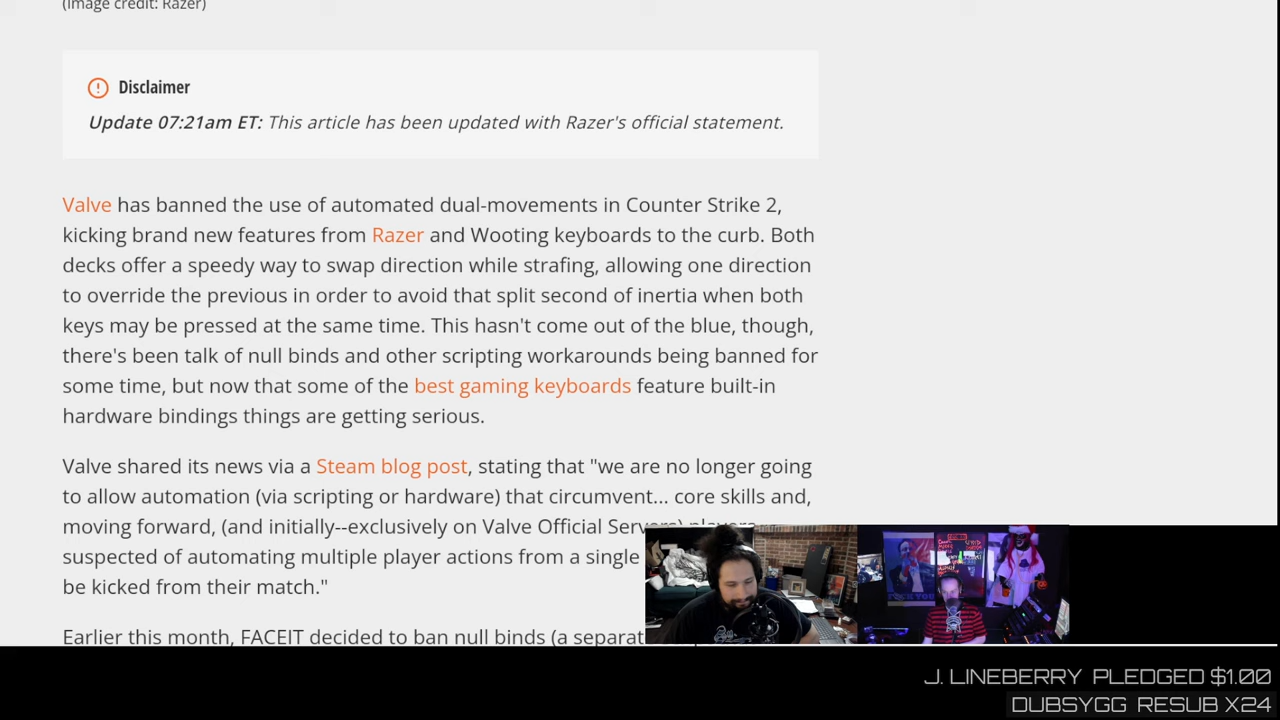 (Image credit: Razer)
Disclaimer
Update 07:21am ET: This article has been updated with Razer's official statement.
Valve has banned the use of automated dual-movements in Counter Strike 2,
kicking brand new features from Razer and Wooting keyboards to the curb. Both
decks offer a speedy way to swap direction while strafing, allowing one direction
to override the previous in order to avoid that split second of inertia when both
keys may be pressed at the same time. This hasn't come out of the blue, though,
there's been talk of null binds and other scripting workarounds being banned for
some time, but now that some of the best gaming keyboards feature built-in
hardware bindings things are getting serious.
Valve shared its news via a Steam blog post, stating that "we are no longer going
to allow automation (via scripting or hardware) that circumvent... core skills and,
moving forward, (and initially--exclusively on Valve Official Servers) players
suspected of automating multiple player actions from a single
be kicked from their match."
Earlier this month, FACEIT decided to ban null binds (a
J. LINEBERRY PLEDGED $1.00
DUBSYGG RESUB X24